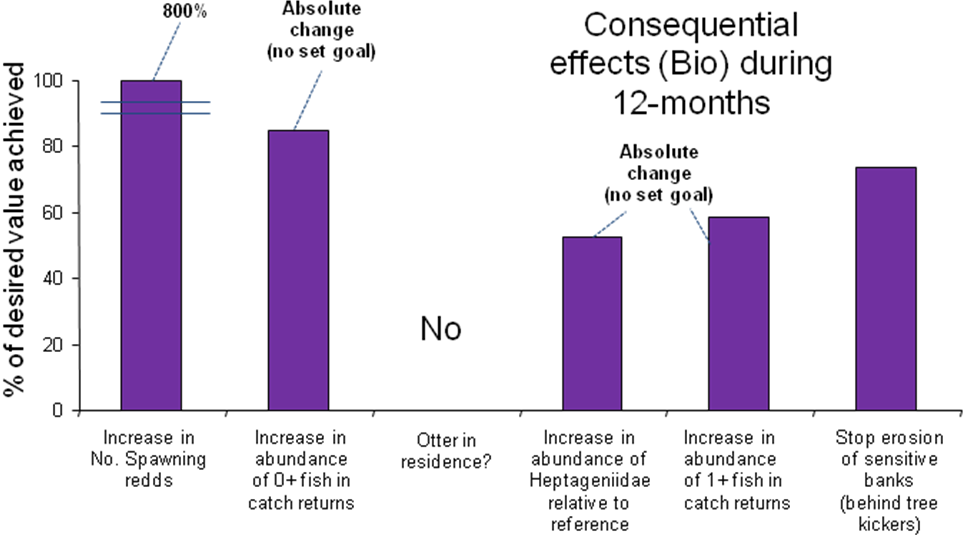 800%
Absolute
change
(no set goal)
Consequential
effects (Bio) during
12-months
% of desired value achieved
100
80
60
40
20
0
Absolute
change
(no set goal)
No
Increase in
No. Spawning
redds
Increase in
abundance
of 0+ fish in
catch returns
Otter in
residence?
Increase in
abundance of
Heptageniidae
relative to
reference
Increase in
abundance
of 1+ fish in
catch returns
Stop erosion
of sensitive
banks
(behind tree
kickers)